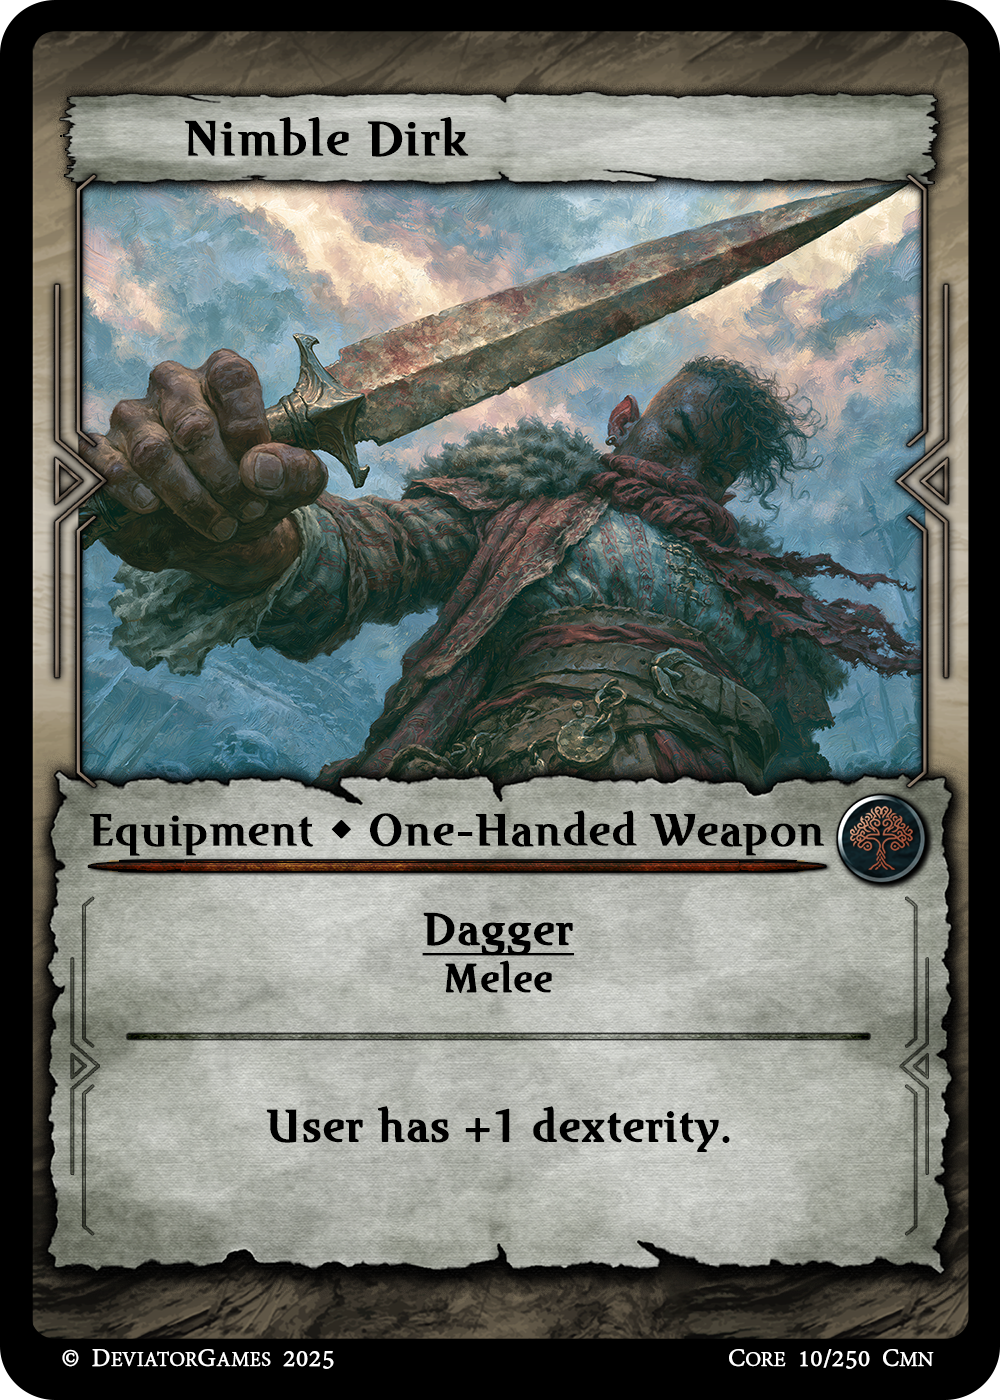 Nimble Dirk
Equipment ◆ One-Handed Weapon
Dagger
Melee
User has +1 dexterity.
© DeviatorGames 2025
Core 10/250 Cmn